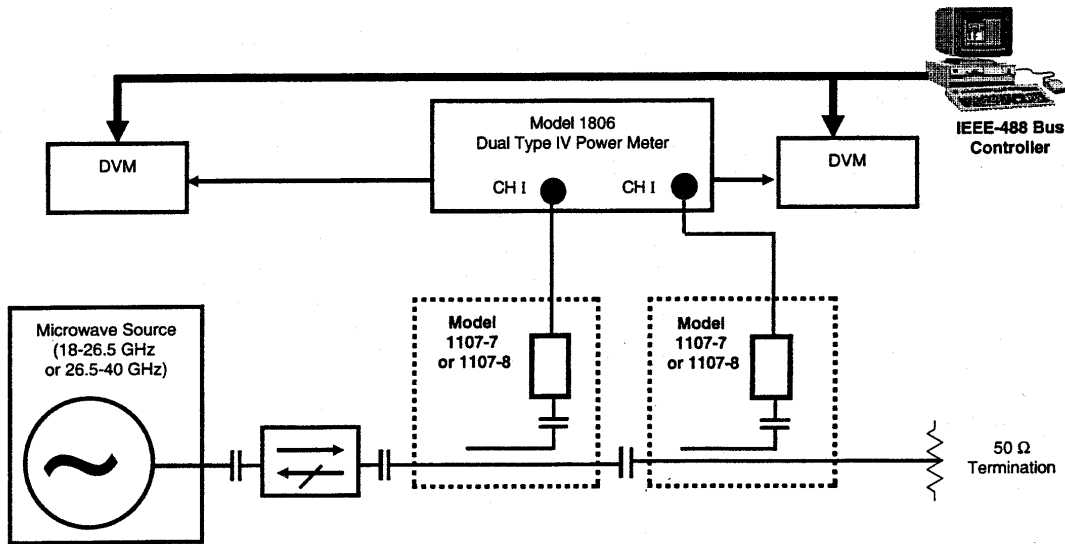 IEEE-488 Bus
Controller
Model 1806
Dual Type IV Power Meter
DVM
DVM
CH I
CH I
Microwave Source
(18-26.5 GHz
or 26.5-40 GHz)
Model
1107-7
or 1107-8
Model
1107-7
or 1107-8
50 Ω
Termination